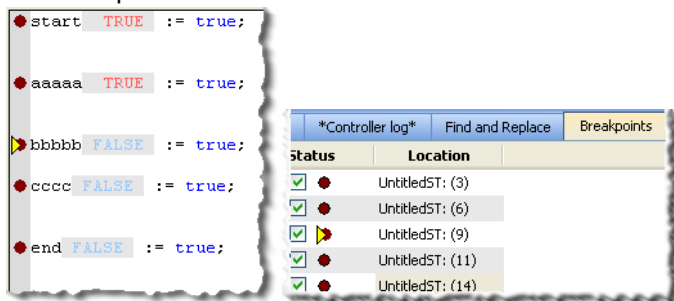 start TRUE := true;
aaaaa TRUE := true;
bbbbb FALSE := true;
cccc FALSE := true;
end FALSE := true;
*Controller log* Find and Replace Breakpoints
Status Location
UntitledST: (3)
UntitledST: (6)
UntitledST: (9)
UntitledST: (11)
UntitledST: (14)